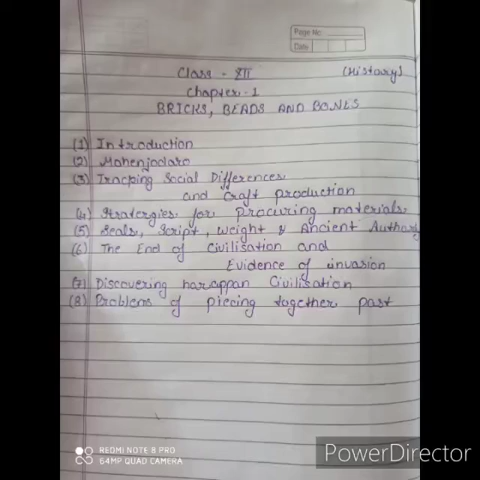 Page No:
Date
Class - XII (History)
Chapter - 1
BRICKS, BEADS AND BONES
(1) Introduction
(2) Mohenjodaro
(3) Tracking Social Differences
and Craft production
(4) Stratergies for procuring materials
(5) Seals, Script, Weight & Ancient Authory
(6) The End of Civilisation and
Evidence of invasion
(7) Discovering harappan Civilisation
(8) Problems of piecing together past
REDMI NOTE 8 PRO
64MP QUAD CAMERA
PowerDirector